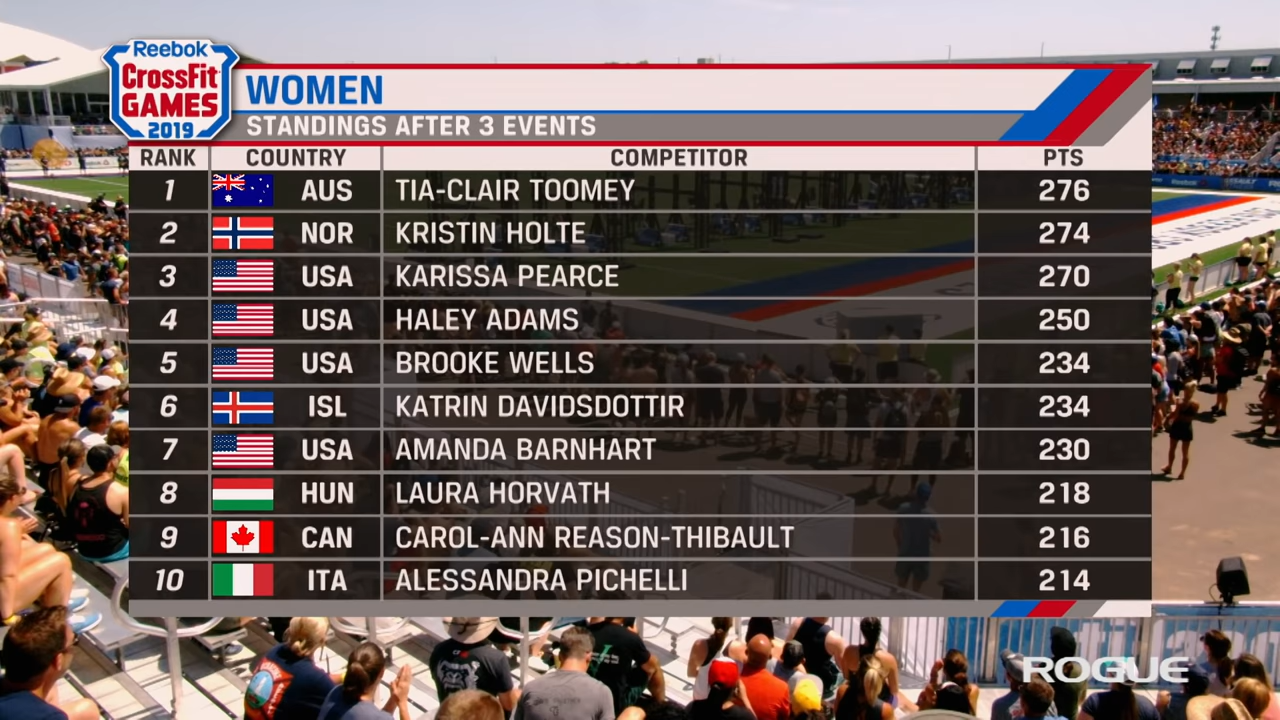 Reebok
CrossFit
GAMES
2019
WOMEN
STANDINGS AFTER 3 EVENTS
RANK COUNTRY COMPETITOR PTS
1 AUS TIA-CLAIR TOOMEY 276
2 NOR KRISTIN HOLTE 274
3 USA KARISSA PEARCE 270
4 USA HALEY ADAMS 250
5 USA BROOKE WELLS 234
6 ISL KATRIN DAVIDSDOTTIR 234
7 USA AMANDA BARNHART 230
8 HUN LAURA HORVATH 218
9 CAN CAROL-ANN REASON-THIBAULT 216
10 ITA ALESSANDRA PICHELLI 214
ROGUE